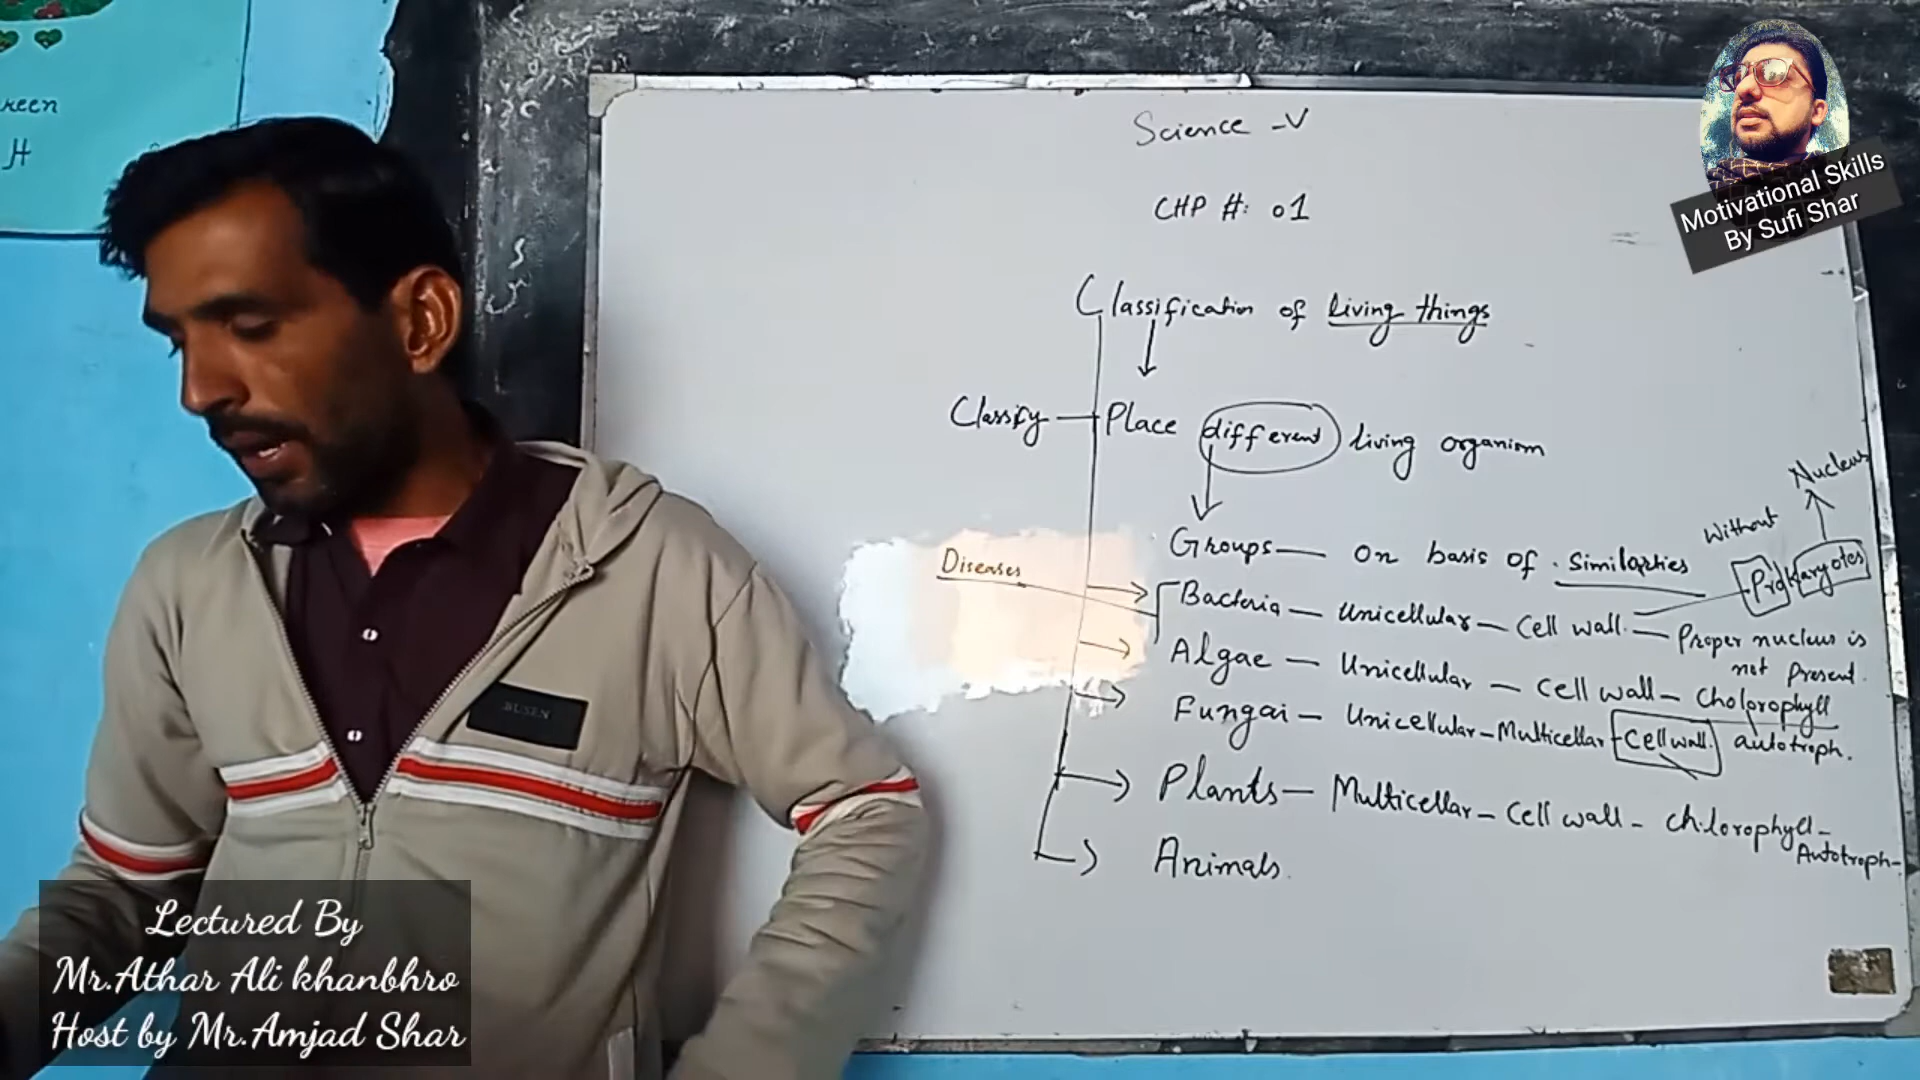 reen
H
Science -V
CHP #: 01
Motivational Skills
By Sufi Shar
Classification of living things
Classify — Place different living organism
Nucleus
Without
Groups — On basis of Similarties
Prokaryotes
Diseases
Bacteria — Unicellular — Cell wall — Proper nucleus is
not Present.
Algae — Unicellular — Cell wall — Cholorophyll
autotroph.
Fungai — Unicellular - Multicellar - Cell wall.
Plants — Multicellar — Cell wall - chlorophyll -
Autotroph -
Animals.
BUSEN
Lectured By
Mr.Athar Ali khanbhro
Host by Mr.Amjad Shar